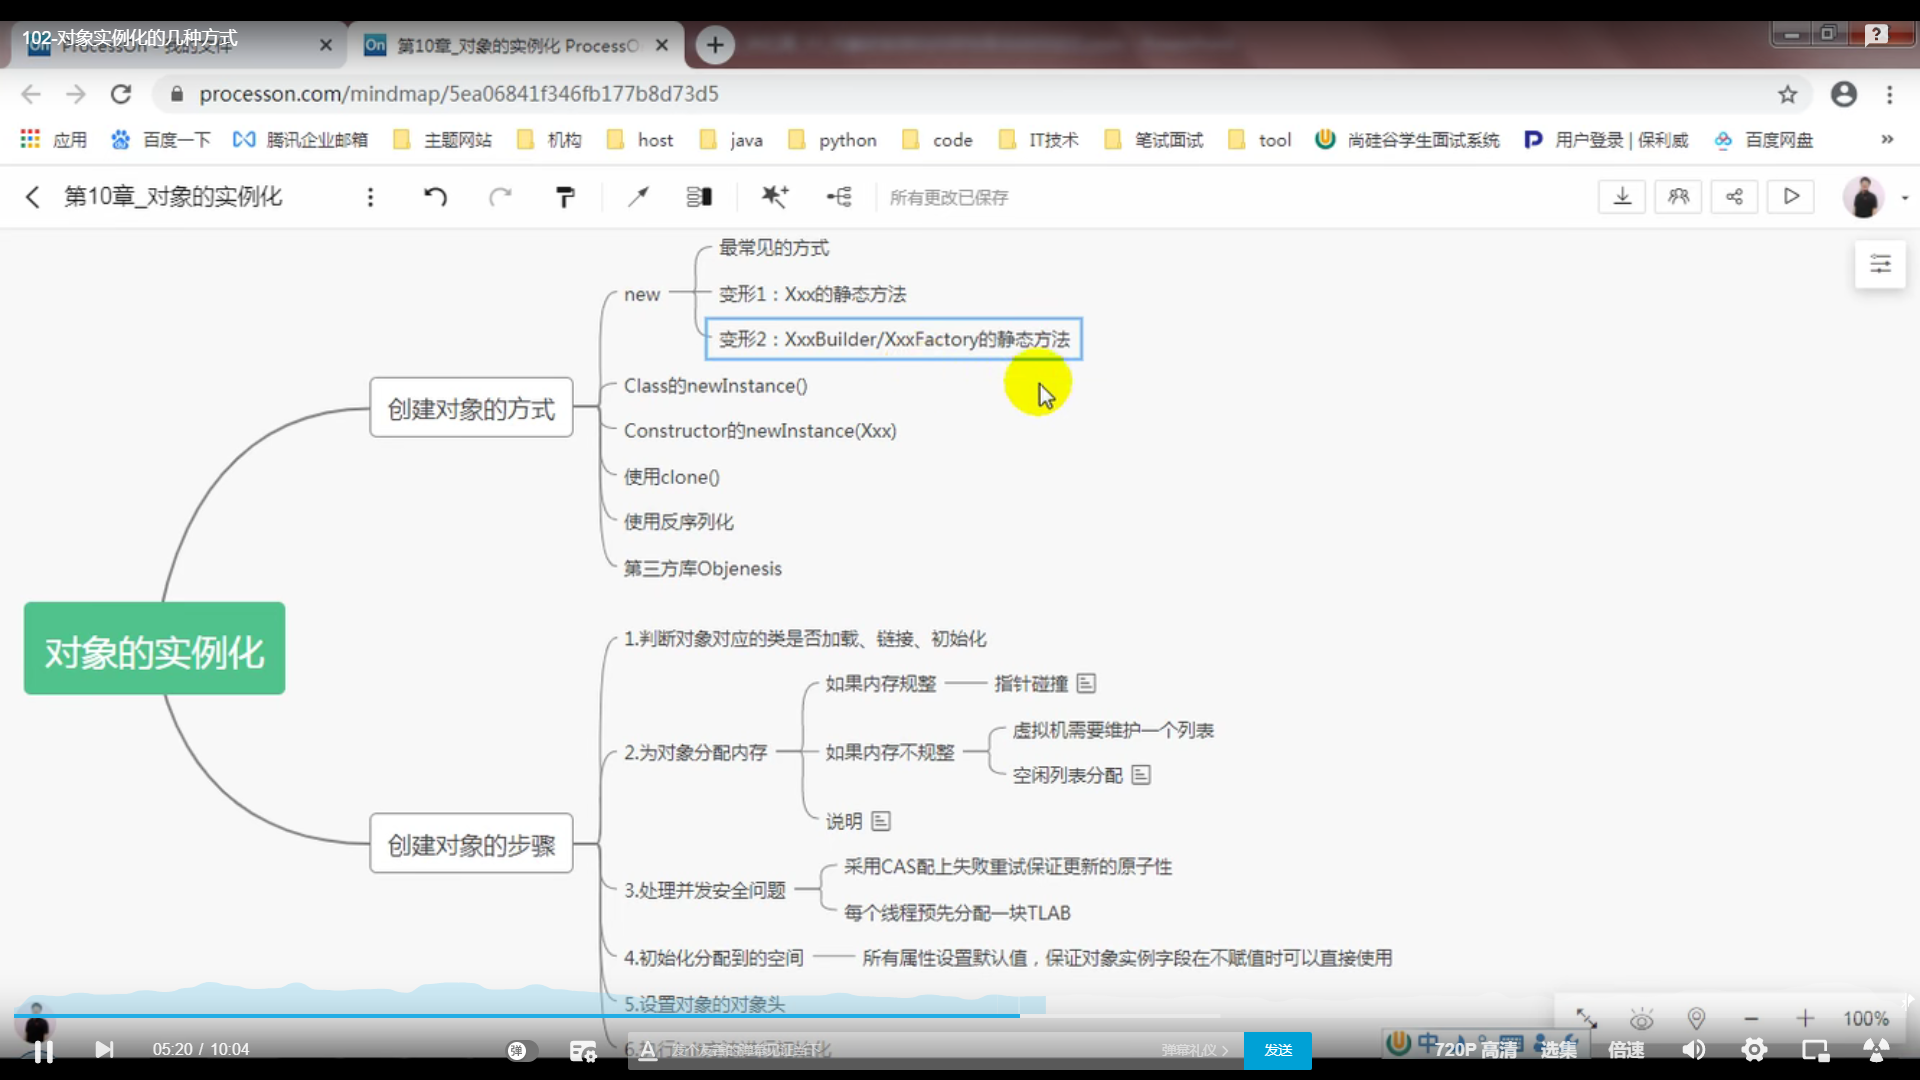 102-对象实例化的几种方式
On 第10章_对象的实例化 ProcessO
processon.com/mindmap/5ea06841f346fb177b8d73d5
应用 百度一下 腾讯企业邮箱 主题网站 机构 host java python code IT技术 笔试面试 tool 尚硅谷学生面试系统 用户登录 | 保利威 百度网盘 »
第10章_对象的实例化 所有更改已保存
最常见的方式
new
变形1：Xxx的静态方法
变形2：XxxBuilder/XxxFactory的静态方法
Class的newInstance()
创建对象的方式
Constructor的newInstance(Xxx)
使用clone()
使用反序列化
第三方库Objenesis
对象的实例化
1.判断对象对应的类是否加载、链接、初始化
如果内存规整 指针碰撞
虚拟机需要维护一个列表
2.为对象分配内存 如果内存不规整
空闲列表分配
说明
创建对象的步骤
采用CAS配上失败重试保证更新的原子性
3.处理并发安全问题
每个线程预先分配一块TLAB
4.初始化分配到的空间 所有属性设置默认值，保证对象实例字段在不赋值时可以直接使用
5.设置对象的对象头
100%
05:20 / 10:04 弹 弹幕礼仪 发送 720P 高清 选集 倍速